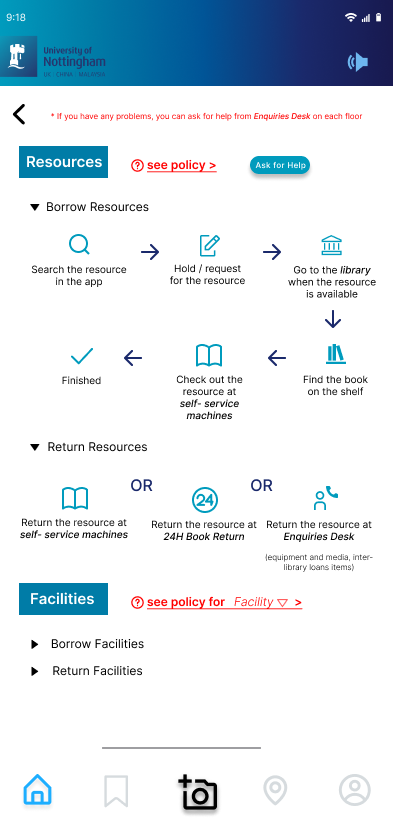 9:18
University of
Nottingham
UK · CHINA · MALAYSIA
* If you have any problems, you can ask for help from Enquiries Desk on each floor
Resources
? see policy >
Ask for Help
Borrow Resources
Search the resource
in the app
Hold / request
for the resource
Go to the library
when the resource
is available
Finished
Check out the
resource at
self- service
machines
Find the book
on the shelf
Return Resources
OR
24
OR
Return the resource at
self- service machines
Return the resource at
24H Book Return
Return the resource at
Enquiries Desk
(equipment and media, inter-
library loans items)
Facilities
? see policy for Facility >
Borrow Facilities
Return Facilities